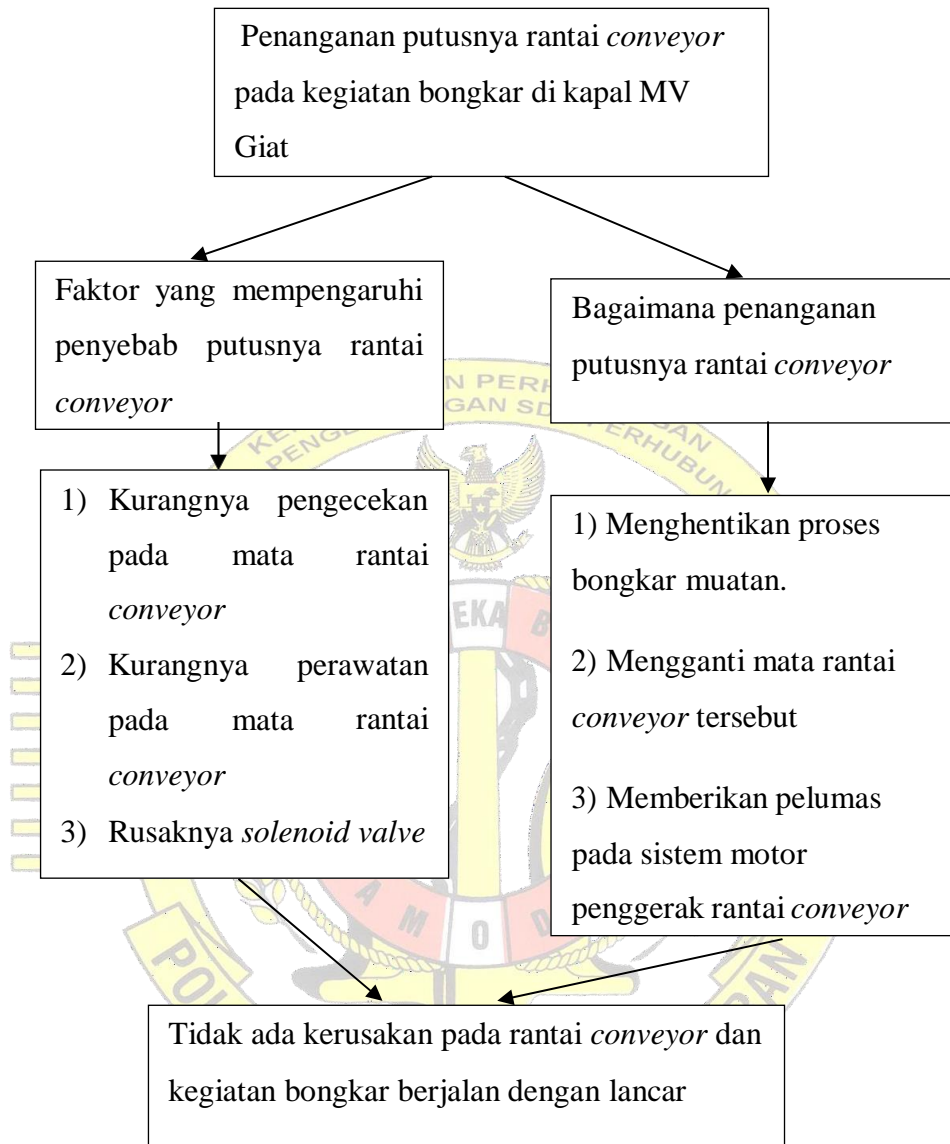 Penanganan putusnya rantai conveyor
pada kegiatan bongkar di kapal MV
Giat
Faktor yang mempengaruhi
penyebab putusnya rantai
conveyor
Bagaimana penanganan
putusnya rantai conveyor
1) Kurangnya pengecekan
pada mata rantai
conveyor
2) Kurangnya perawatan
pada mata rantai
conveyor
3) Rusaknya solenoid valve
1) Menghentikan proses
bongkar muatan.
2) Mengganti mata rantai
conveyor tersebut
3) Memberikan pelumas
pada sistem motor
penggerak rantai conveyor
Tidak ada kerusakan pada rantai conveyor dan
kegiatan bongkar berjalan dengan lancar